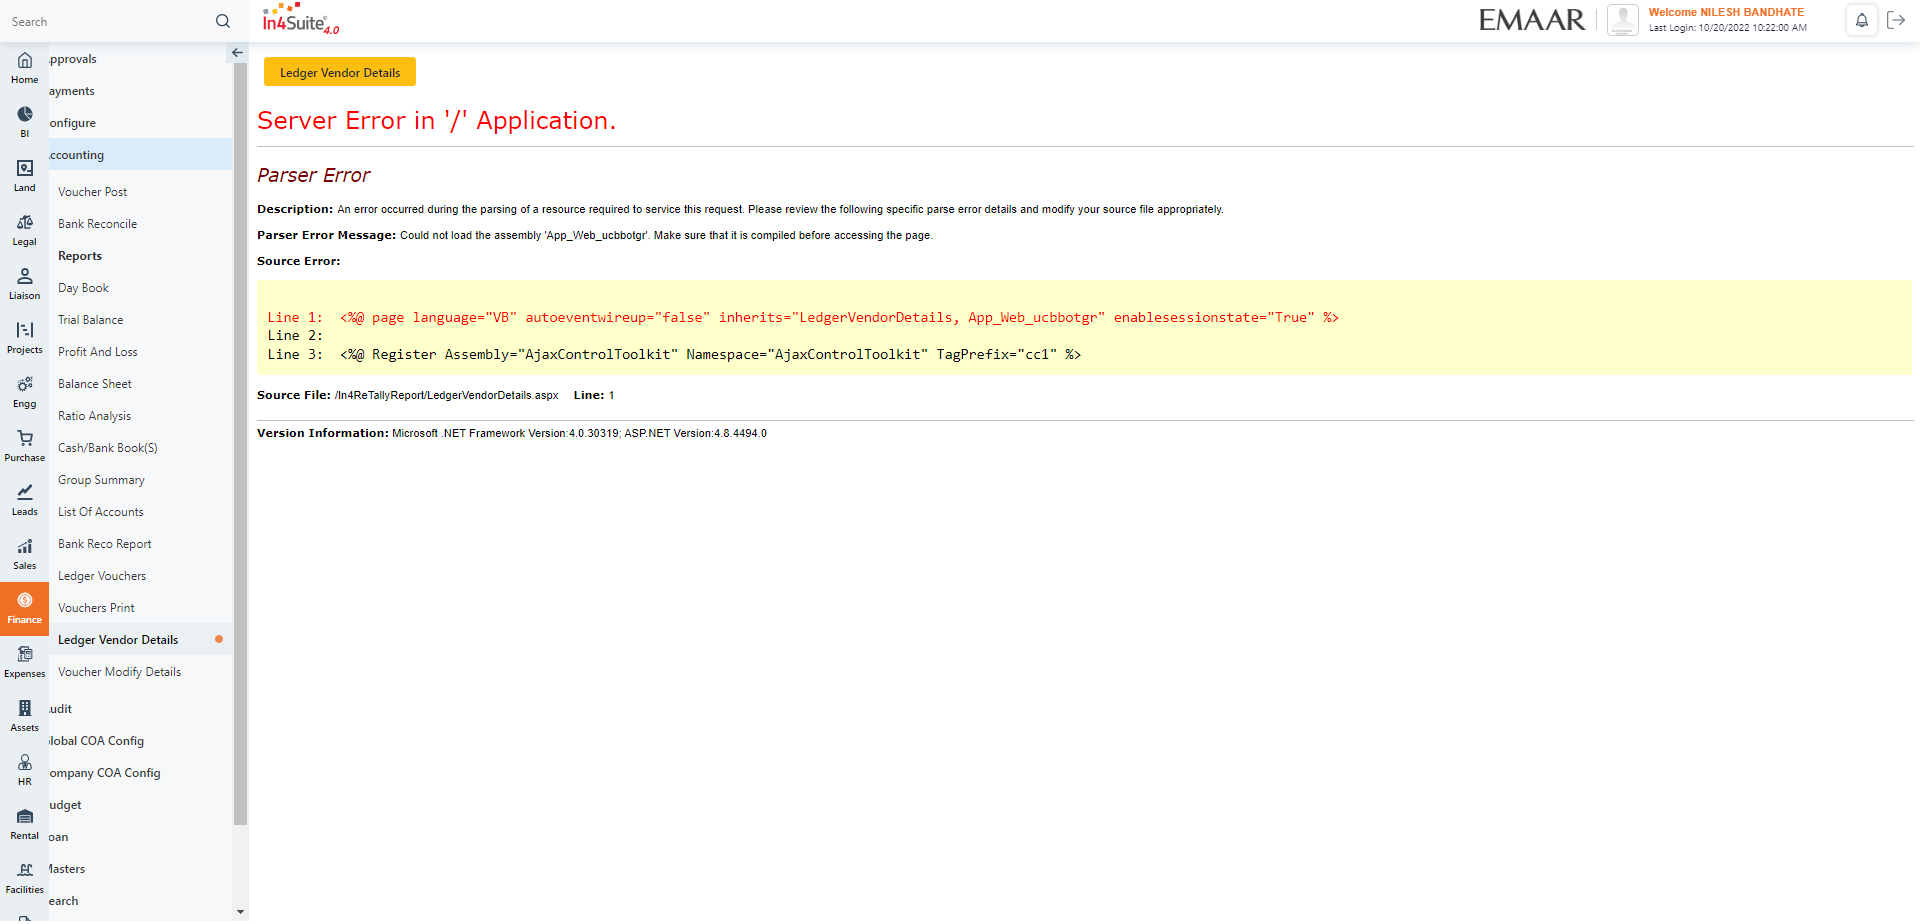 Search
In4Suite 4.0
EMAAR
Welcome NILESH BANDHATE
Last Login: 10/20/2022 10:22:00 AM
Home
BI
Land
Legal
Liaison
Projects
Engg
Purchase
Leads
Sales
Finance
Expenses
Assets
HR
Rental
Facilities
pprovals
ayments
onfigure
ccounting
Voucher Post
Bank Reconcile
Reports
Day Book
Trial Balance
Profit And Loss
Balance Sheet
Ratio Analysis
Cash/Bank Book(S)
Group Summary
List Of Accounts
Bank Reco Report
Ledger Vouchers
Vouchers Print
Ledger Vendor Details
Voucher Modify Details
udit
lobal COA Config
ompany COA Config
udget
oan
Masters
earch
Ledger Vendor Details
Server Error in '/' Application.
Parser Error
Description: An error occurred during the parsing of a resource required to service this request. Please review the following specific parse error details and modify your source file appropriately.
Parser Error Message: Could not load the assembly 'App_Web_ucbbotgr'. Make sure that it is compiled before accessing the page.
Source Error:
Line 1:  <%@ page language="VB" autoeventwireup="false" inherits="LedgerVendorDetails, App_Web_ucbbotgr" enablesessionstate="True" %>
Line 2:
Line 3:  <%@ Register Assembly="AjaxControlToolkit" Namespace="AjaxControlToolkit" TagPrefix="cc1" %>
Source File: /In4ReTallyReport/LedgerVendorDetails.aspx    Line: 1
Version Information: Microsoft .NET Framework Version:4.0.30319; ASP.NET Version:4.8.4494.0